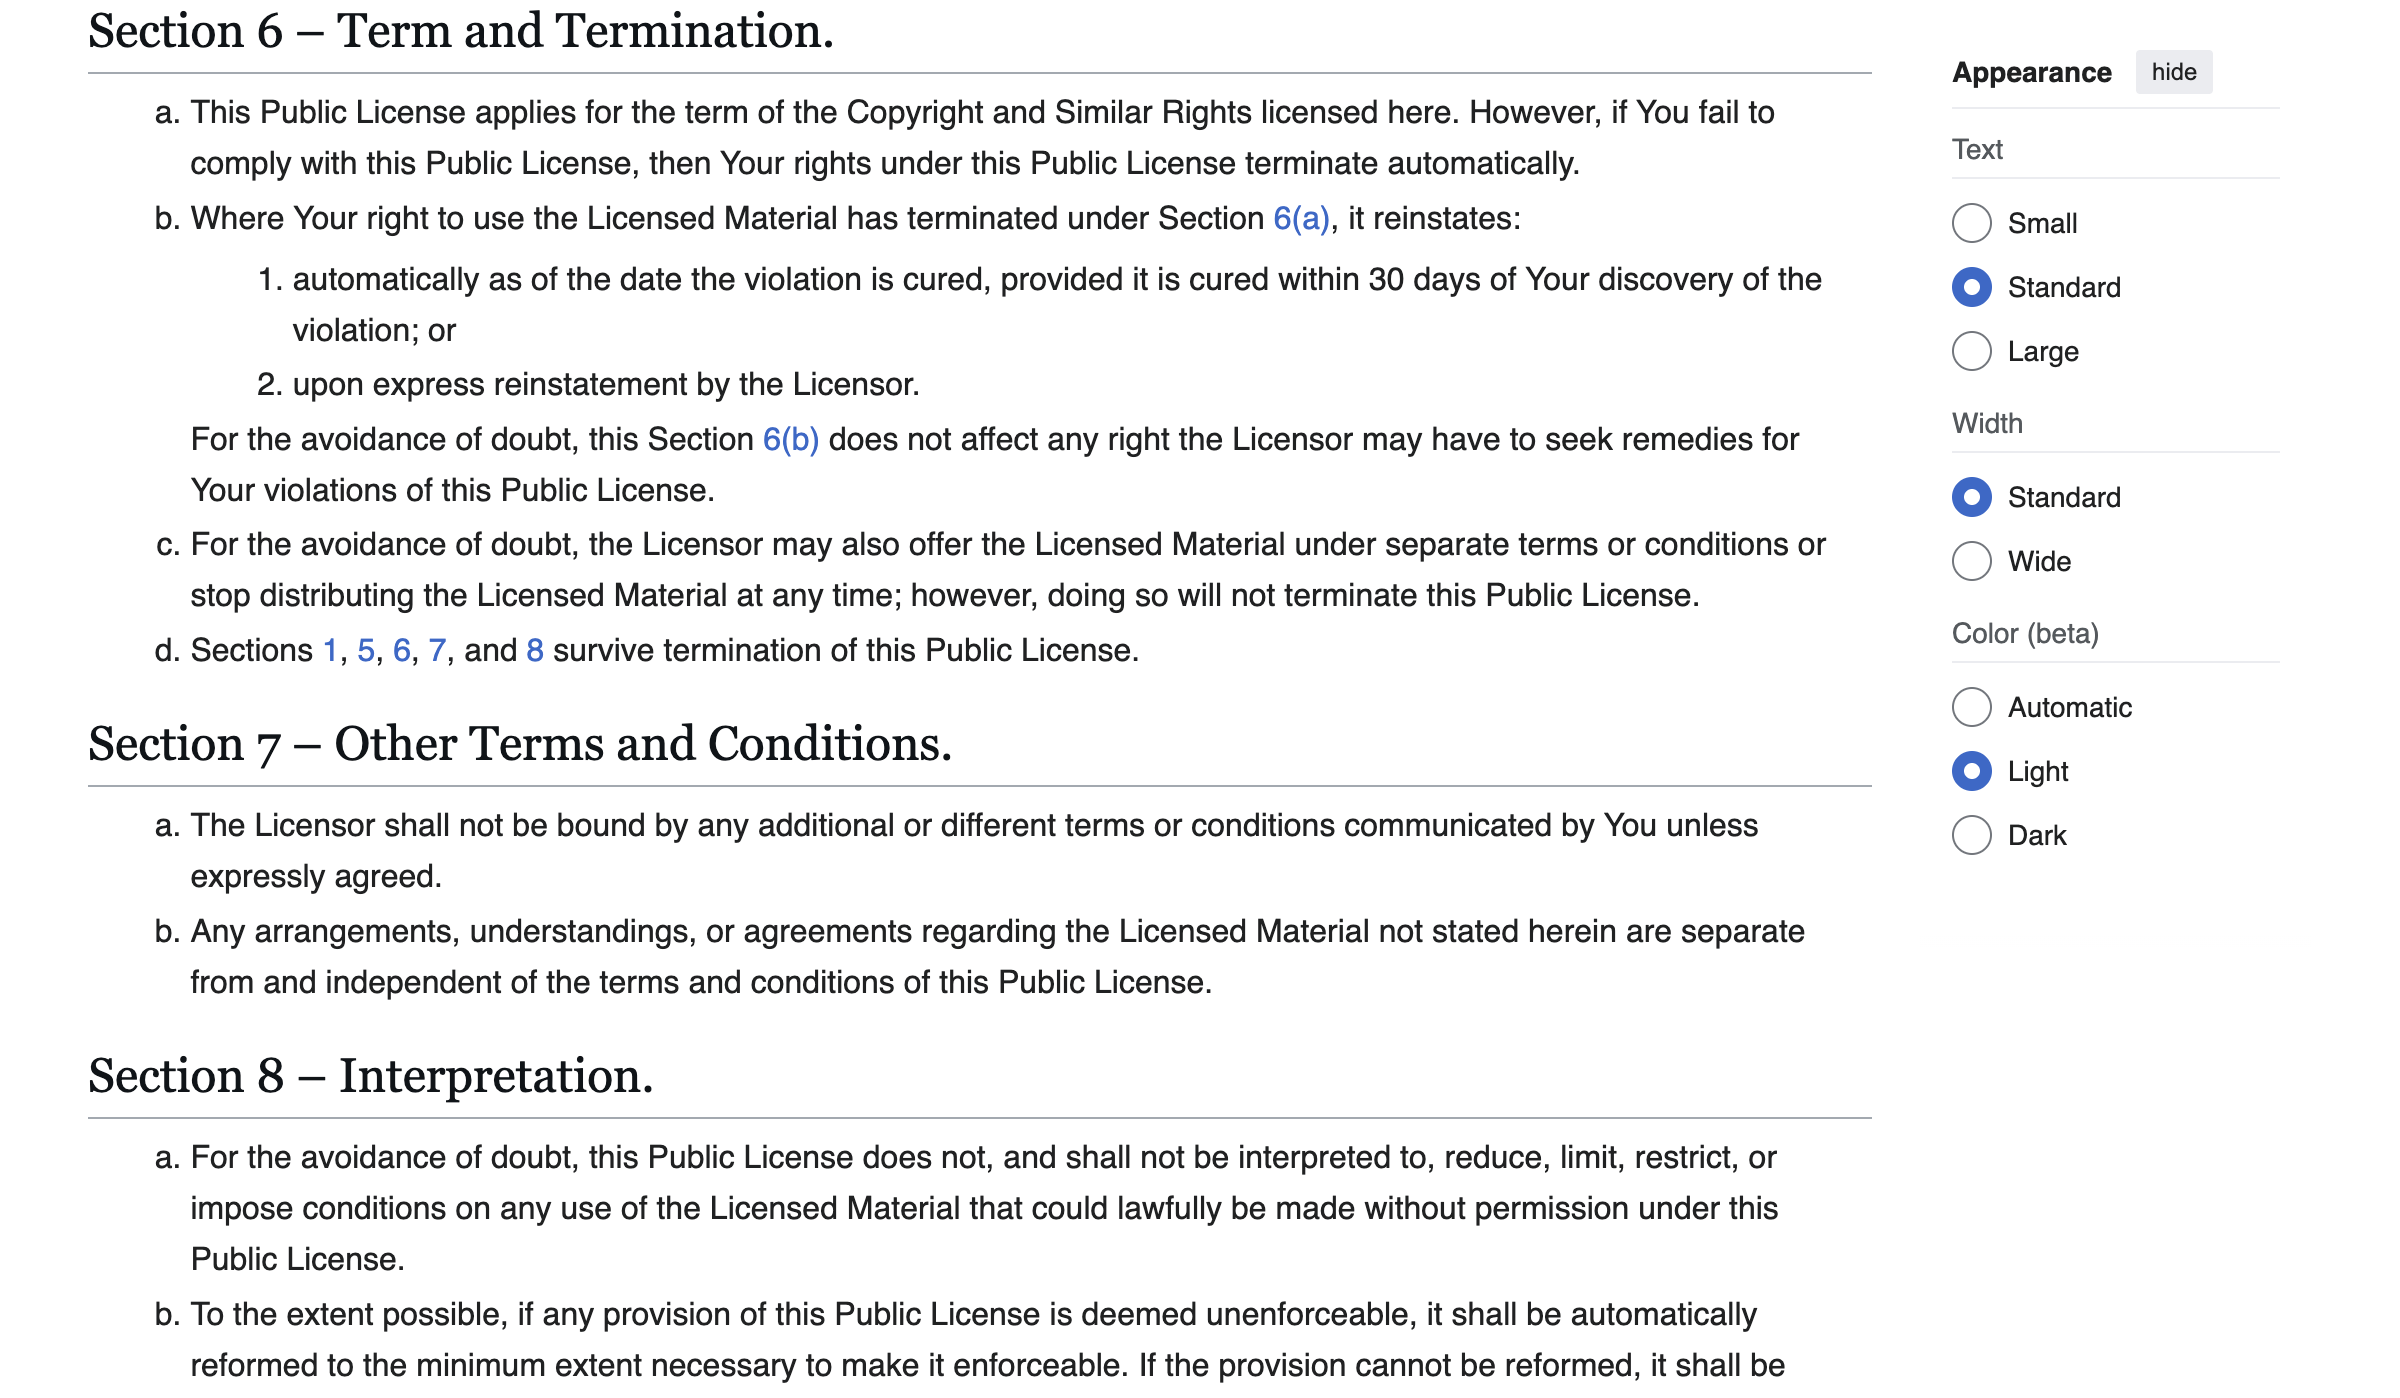 Section 6 – Term and Termination.
a. This Public License applies for the term of the Copyright and Similar Rights licensed here. However, if You fail to
comply with this Public License, then Your rights under this Public License terminate automatically.
b. Where Your right to use the Licensed Material has terminated under Section 6(a), it reinstates:
1. automatically as of the date the violation is cured, provided it is cured within 30 days of Your discovery of the
violation; or
2. upon express reinstatement by the Licensor.
For the avoidance of doubt, this Section 6(b) does not affect any right the Licensor may have to seek remedies for
Your violations of this Public License.
c. For the avoidance of doubt, the Licensor may also offer the Licensed Material under separate terms or conditions or
stop distributing the Licensed Material at any time; however, doing so will not terminate this Public License.
d. Sections 1, 5, 6, 7, and 8 survive termination of this Public License.
Section 7 – Other Terms and Conditions.
a. The Licensor shall not be bound by any additional or different terms or conditions communicated by You unless
expressly agreed.
b. Any arrangements, understandings, or agreements regarding the Licensed Material not stated herein are separate
from and independent of the terms and conditions of this Public License.
Section 8 – Interpretation.
a. For the avoidance of doubt, this Public License does not, and shall not be interpreted to, reduce, limit, restrict, or
impose conditions on any use of the Licensed Material that could lawfully be made without permission under this
Public License.
b. To the extent possible, if any provision of this Public License is deemed unenforceable, it shall be automatically
reformed to the minimum extent necessary to make it enforceable. If the provision cannot be reformed, it shall be
Appearance hide
Text
Small
Standard
Large
Width
Standard
Wide
Color (beta)
Automatic
Light
Dark